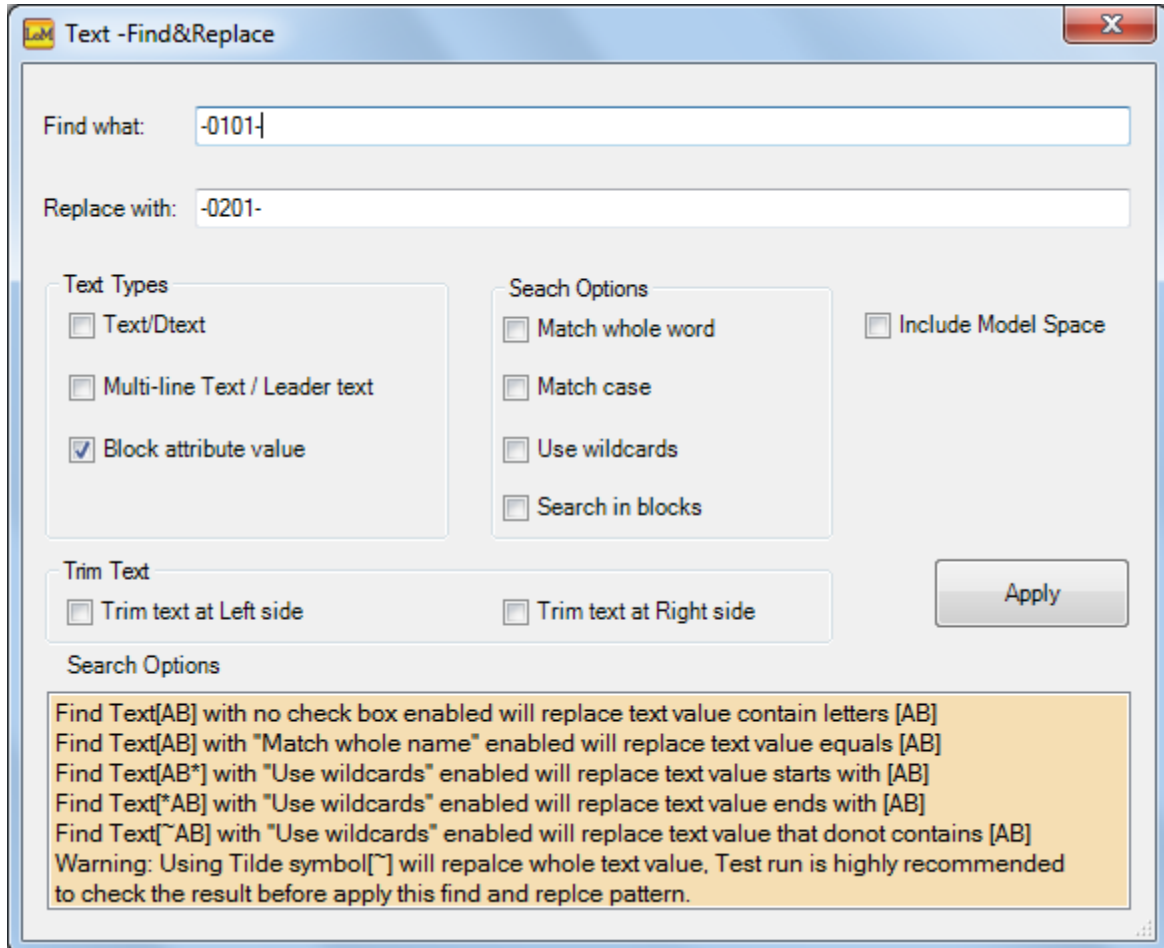 LoM Text -Find&Replace
Find what: -0101-
Replace with: -0201-
Text Types
Seach Options
Text/Dtext
Match whole word
Include Model Space
Multi-line Text / Leader text
Match case
Block attribute value
Use wildcards
Search in blocks
Trim Text
Trim text at Left side
Trim text at Right side
Apply
Search Options
Find Text[AB] with no check box enabled will replace text value contain letters [AB]
Find Text[AB] with "Match whole name" enabled will replace text value equals [AB]
Find Text[AB*] with "Use wildcards" enabled will replace text value starts with [AB]
Find Text[*AB] with "Use wildcards" enabled will replace text value ends with [AB]
Find Text[~AB] with "Use wildcards" enabled will replace text value that donot contains [AB]
Warning: Using Tilde symbol[~] will repalce whole text value, Test run is highly recommended
to check the result before apply this find and replce pattern.